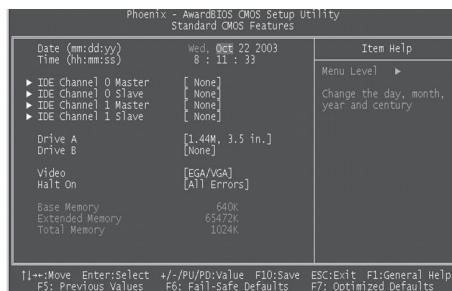 Phoenix - AwardBIOS CMOS Setup Utility
Standard CMOS Features
Date (mm:dd:yy) Wed, Oct 22 2003
Time (hh:mm:ss) 8 : 11 : 33
▶ IDE Channel 0 Master [ None]
▶ IDE Channel 0 Slave [ None]
▶ IDE Channel 1 Master [ None]
▶ IDE Channel 1 Slave [ None]
Drive A [1.44M, 3.5 in.]
Drive B [None]
Video [EGA/VGA]
Halt On [All Errors]
Base Memory 640K
Extended Memory 65472K
Total Memory 1024K
Item Help
Menu Level ▶
Change the day, month,
year and century
↑↓→←:Move Enter:Select +/-/PU/PD:Value F10:Save ESC:Exit F1:General Help
F5: Previous Values F6: Fail-Safe Defaults F7: Optimized Defaults